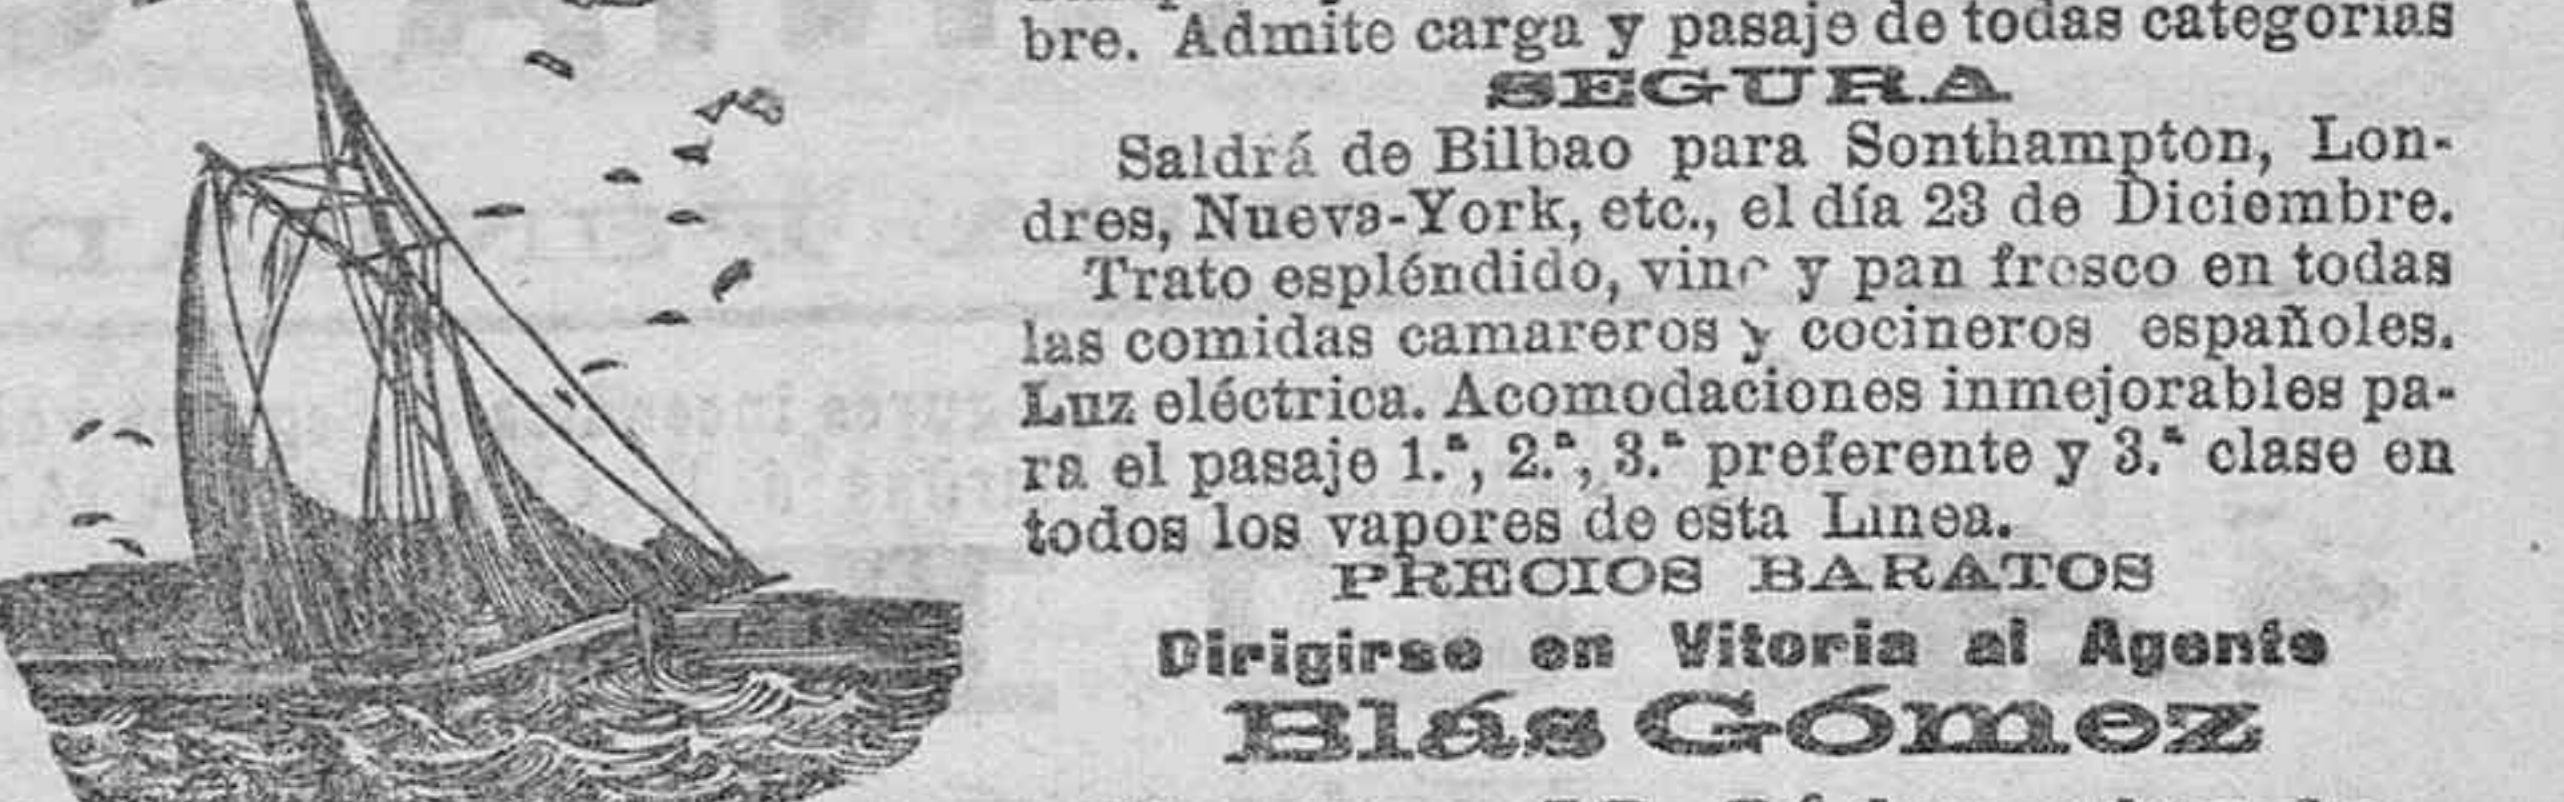 bre. Admite carga y pasaje de todas categorías
SEGURA
Saldrá de Bilbao para Sonthampton, Lon-
dres, Nueva-York, etc., el día 23 de Diciembre.
Trato espléndido, vino y pan fresco en todas
las comidas camareros y cocineros españoles.
Luz eléctrica. Acomodaciones inmejorables pa-
ra el pasaje 1.ª, 2.ª, 3.ª preferente y 3.ª clase en
todos los vapores de esta Línea.
PRECIOS BARATOS
Dirigirse en Vitoria al Agente
Blás Gómez